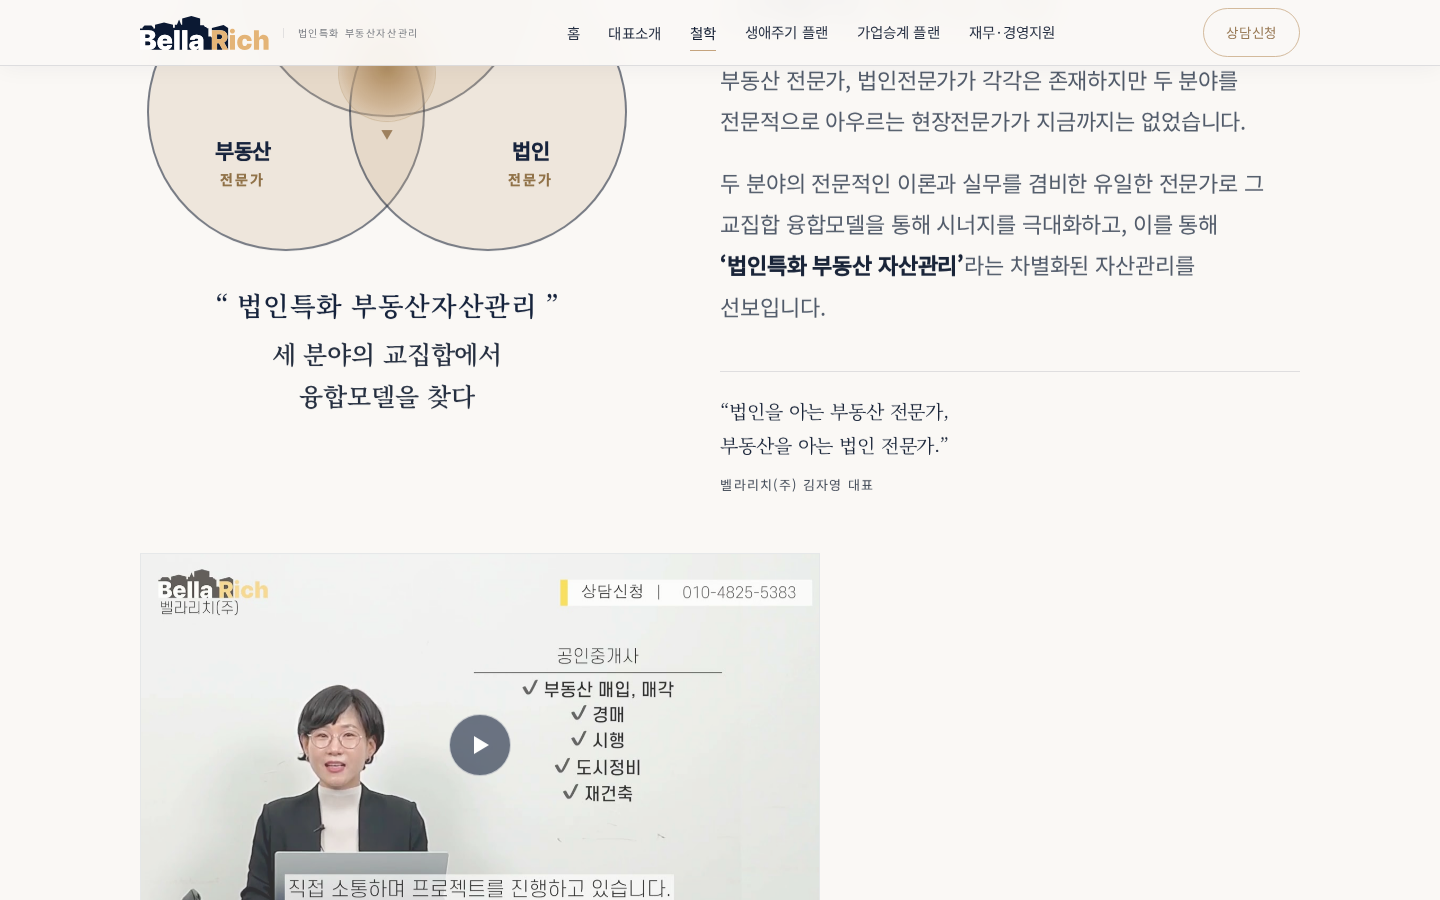 Bella Rich
법인특화 부동산자산관리
홈
대표소개
철학
생애주기 플랜
가업승계 플랜
재무·경영지원
상담신청
부동산
전문가
법인
전문가
“ 법인특화 부동산자산관리 ”
세 분야의 교집합에서
융합모델을 찾다
부동산 전문가, 법인전문가가 각각은 존재하지만 두 분야를
전문적으로 아우르는 현장전문가가 지금까지는 없었습니다.
두 분야의 전문적인 이론과 실무를 겸비한 유일한 전문가로 그
교집합 융합모델을 통해 시너지를 극대화하고, 이를 통해
‘법인특화 부동산 자산관리’라는 차별화된 자산관리를
선보입니다.
“법인을 아는 부동산 전문가,
부동산을 아는 법인 전문가.”
벨라리치(주) 김자영 대표
Bella Rich
벨라리치(주)
상담신청 | 010-4825-5383
공인중개사
✓ 부동산 매입, 매각
✓ 경매
✓ 시행
✓ 도시정비
✓ 재건축
직접 소통하며 프로젝트를 진행하고 있습니다.